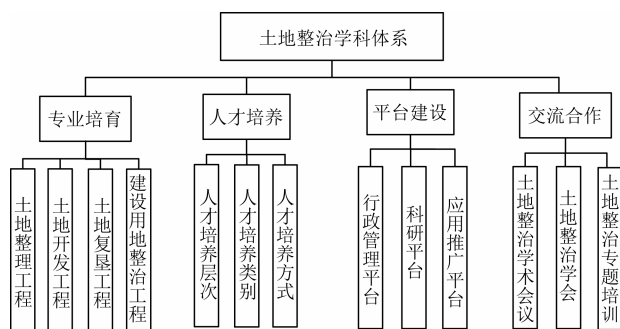 土地整治学科体系
专业培育
人才培养
平台建设
交流合作
土地整理工程
土地开发工程
土地复垦工程
建设用地整治工程
人才培养层次
人才培养类别
人才培养方式
行政管理平台
科研平台
应用推广平台
土地整治学术会议
土地整治学会
土地整治专题培训